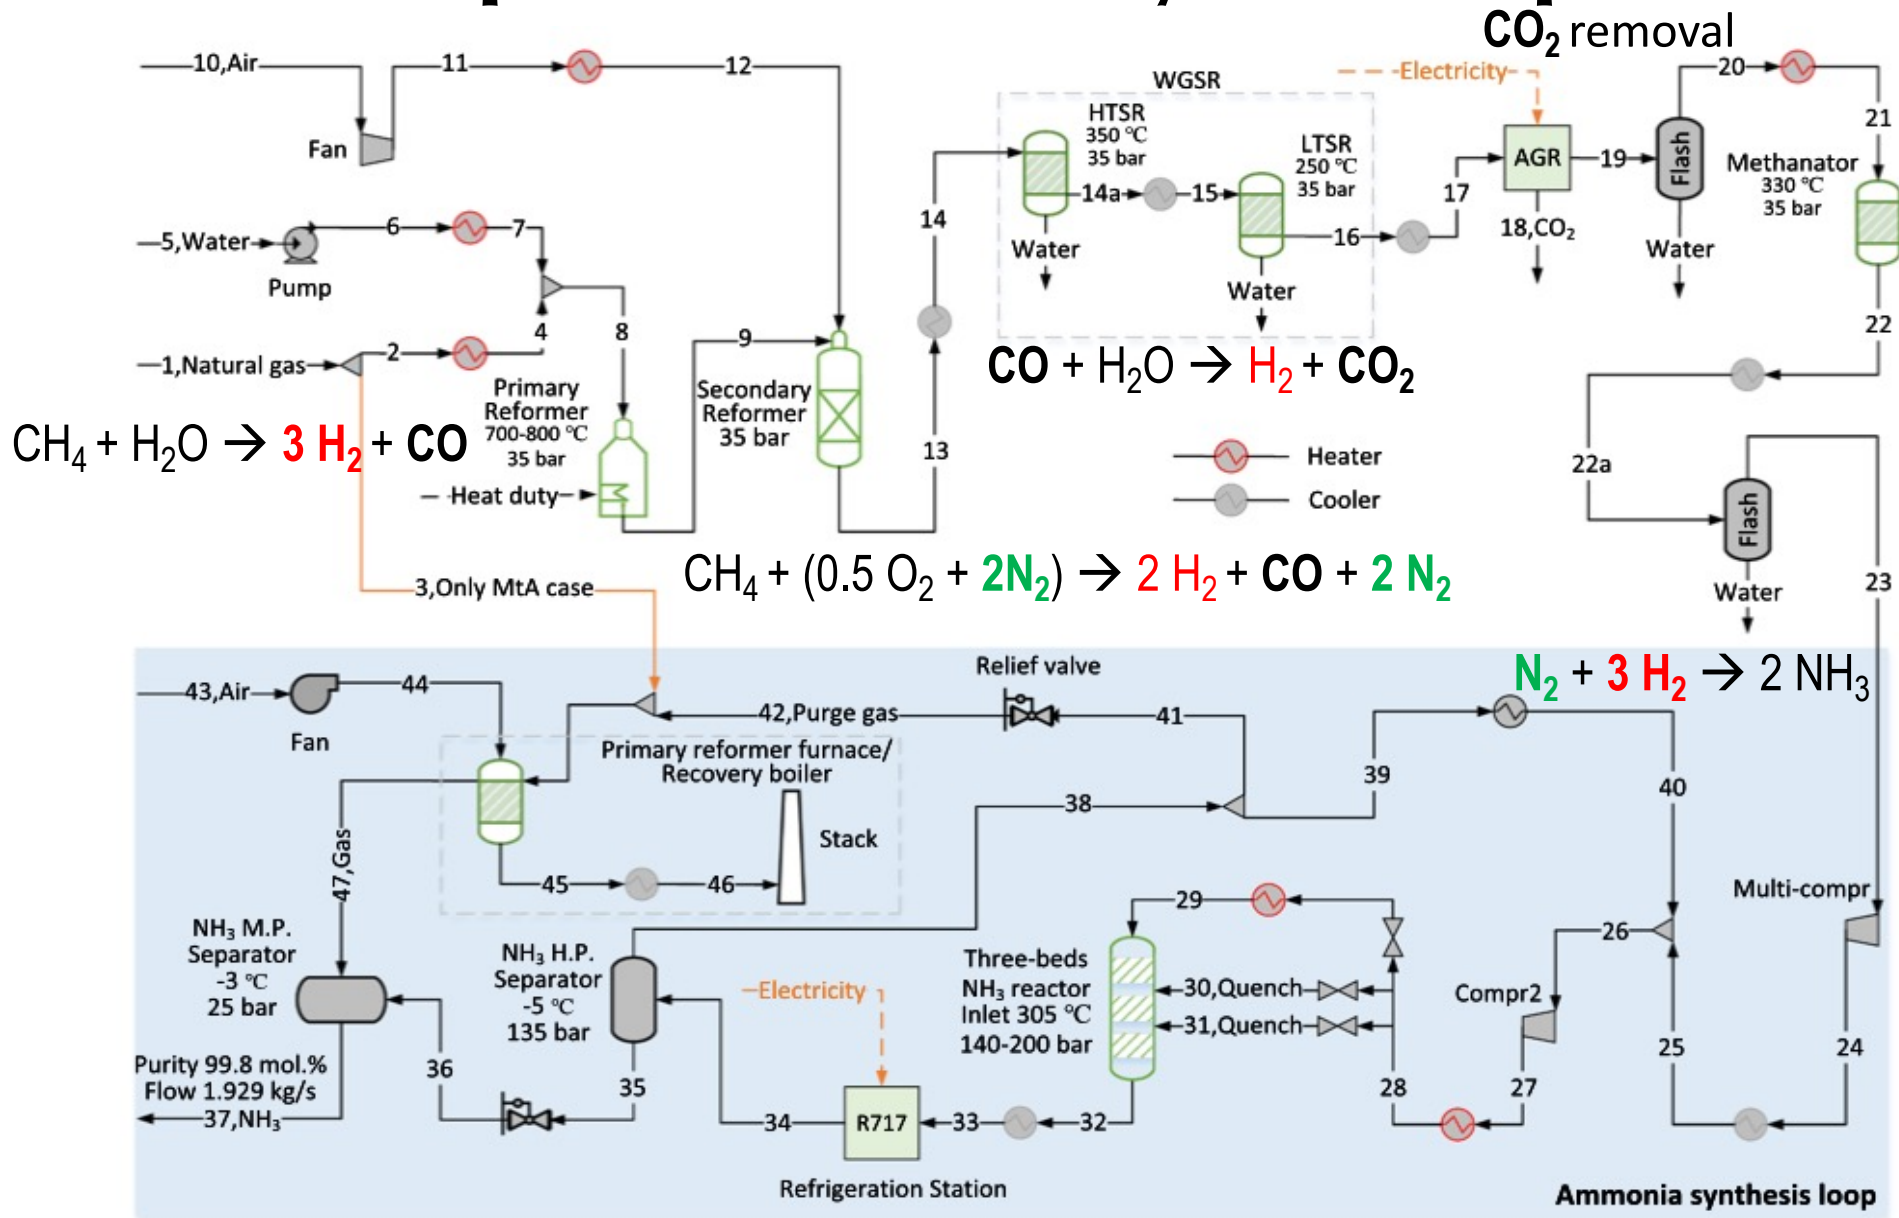 CO₂ removal
10,Air
11
12
Fan
5,Water
6
7
Pump
1,Natural gas
2
4
8
9
CH₄ + H₂O → 3 H₂ + CO
Primary
Reformer
700-800 °C
35 bar
Heat duty
Secondary
Reformer
35 bar
13
14
WGSR
HTSR
350 °C
35 bar
14a
15
Water
LTSR
250 °C
35 bar
16
Water
CO + H₂O → H₂ + CO₂
Electricity
17
AGR
18,CO₂
19
Flash
Water
20
21
Methanator
330 °C
35 bar
22
22a
Flash
Water
23
Heater
Cooler
3,Only MtA case
CH₄ + (0.5 O₂ + 2N₂) → 2 H₂ + CO + 2 N₂
N₂ + 3 H₂ → 2 NH₃
43,Air
44
Fan
42,Purge gas
Relief valve
41
Primary reformer furnace/
Recovery boiler
Stack
45
46
47,Gas
38
39
40
Multi-compr
24
25
26
Compr2
27
28
29
30,Quench
31,Quench
Three-beds
NH₃ reactor
Inlet 305 °C
140-200 bar
32
33
R717
Refrigeration Station
Electricity
34
NH₃ H.P.
Separator
-5 °C
135 bar
35
36
NH₃ M.P.
Separator
-3 °C
25 bar
Purity 99.8 mol.%
Flow 1.929 kg/s
37,NH₃
Ammonia synthesis loop